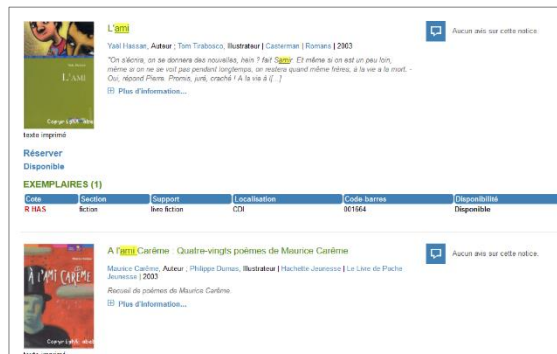 L'ami
Aucun avis sur cette notice.
Yaël Hassan, Auteur ; Tom Tirabosco, Illustrateur | Casterman | Romans | 2003
"On s'écrira, on se donnera des nouvelles, hein ? fait Samir. Et même si on est un peu loin,
même si on ne se voit pas pendant longtemps, on restera quand même frères, à la vie à la mort. -
Oui, répond Pierre. Promis, juré, craché ! A la vie à l[...]
Plus d'information...
L'AMI
texte imprimé
Réserver
Disponible
EXEMPLAIRES (1)
Cote Section Support Localisation Code barres Disponibilité
R HAS fiction livre fiction CDI 001664 Disponible
A l'ami Carême : Quatre-vingts poèmes de Maurice Carême
Aucun avis sur cette notice.
Maurice Carême, Auteur ; Philippe Dumas, Illustrateur | Hachette Jeunesse | Le Livre de Poche
Jeunesse | 2003
Recueil de poèmes de Maurice Carême.
Plus d'information...
À L'AMI CARÊME
texte imprimé